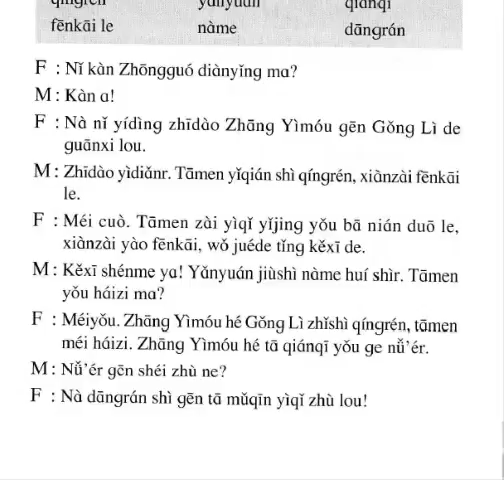 fēnkāi le nàme dāngrán
F : Nǐ kàn Zhōngguó diànyǐng ma?
M : Kàn a!
F : Nà nǐ yídìng zhīdào Zhāng Yìmóu gēn Gǒng Lì de
guānxi lou.
M : Zhīdào yìdiǎnr. Tāmen yǐqián shì qíngrén, xiànzài fēnkāi
le.
F : Méi cuò. Tāmen zài yìqǐ yǐjing yǒu bā nián duō le,
xiànzài yào fēnkāi, wǒ juéde tǐng kěxī de.
M : Kěxī shénme ya! Yǎnyuán jiùshì nàme huí shìr. Tāmen
yǒu háizi ma?
F : Méiyǒu. Zhāng Yìmóu hé Gǒng Lì zhǐshì qíngrén, tāmen
méi háizi. Zhāng Yìmóu hé tā qiánqī yǒu ge nǚ'ér.
M : Nǚ'ér gēn shéi zhù ne?
F : Nà dāngrán shì gēn tā mǔqīn yìqǐ zhù lou!